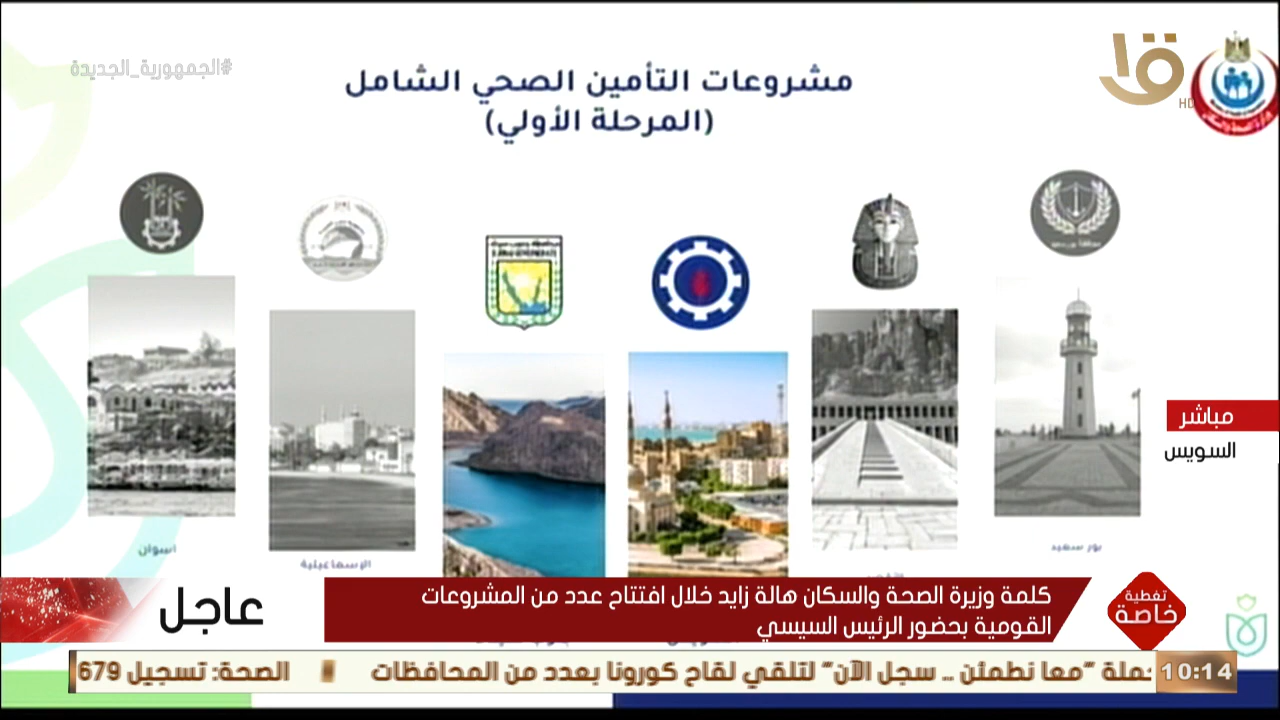 #الجمهورية_الجديدة
HD
مشروعات التأمين الصحي الشامل
(المرحلة الأولي)
مباشر
السويس
بور سعيد
الإسماعيلية
اسوان
تغطية
خاصة
كلمة وزيرة الصحة والسكان هالة زايد خلال افتتاح عدد من المشروعات
القومية بحضور الرئيس السيسي
عاجل
10:14
حملة "معا نطمئن .. سجل الآن" لتلقي لقاح كورونا بعدد من المحافظات
الصحة: تسجيل 679